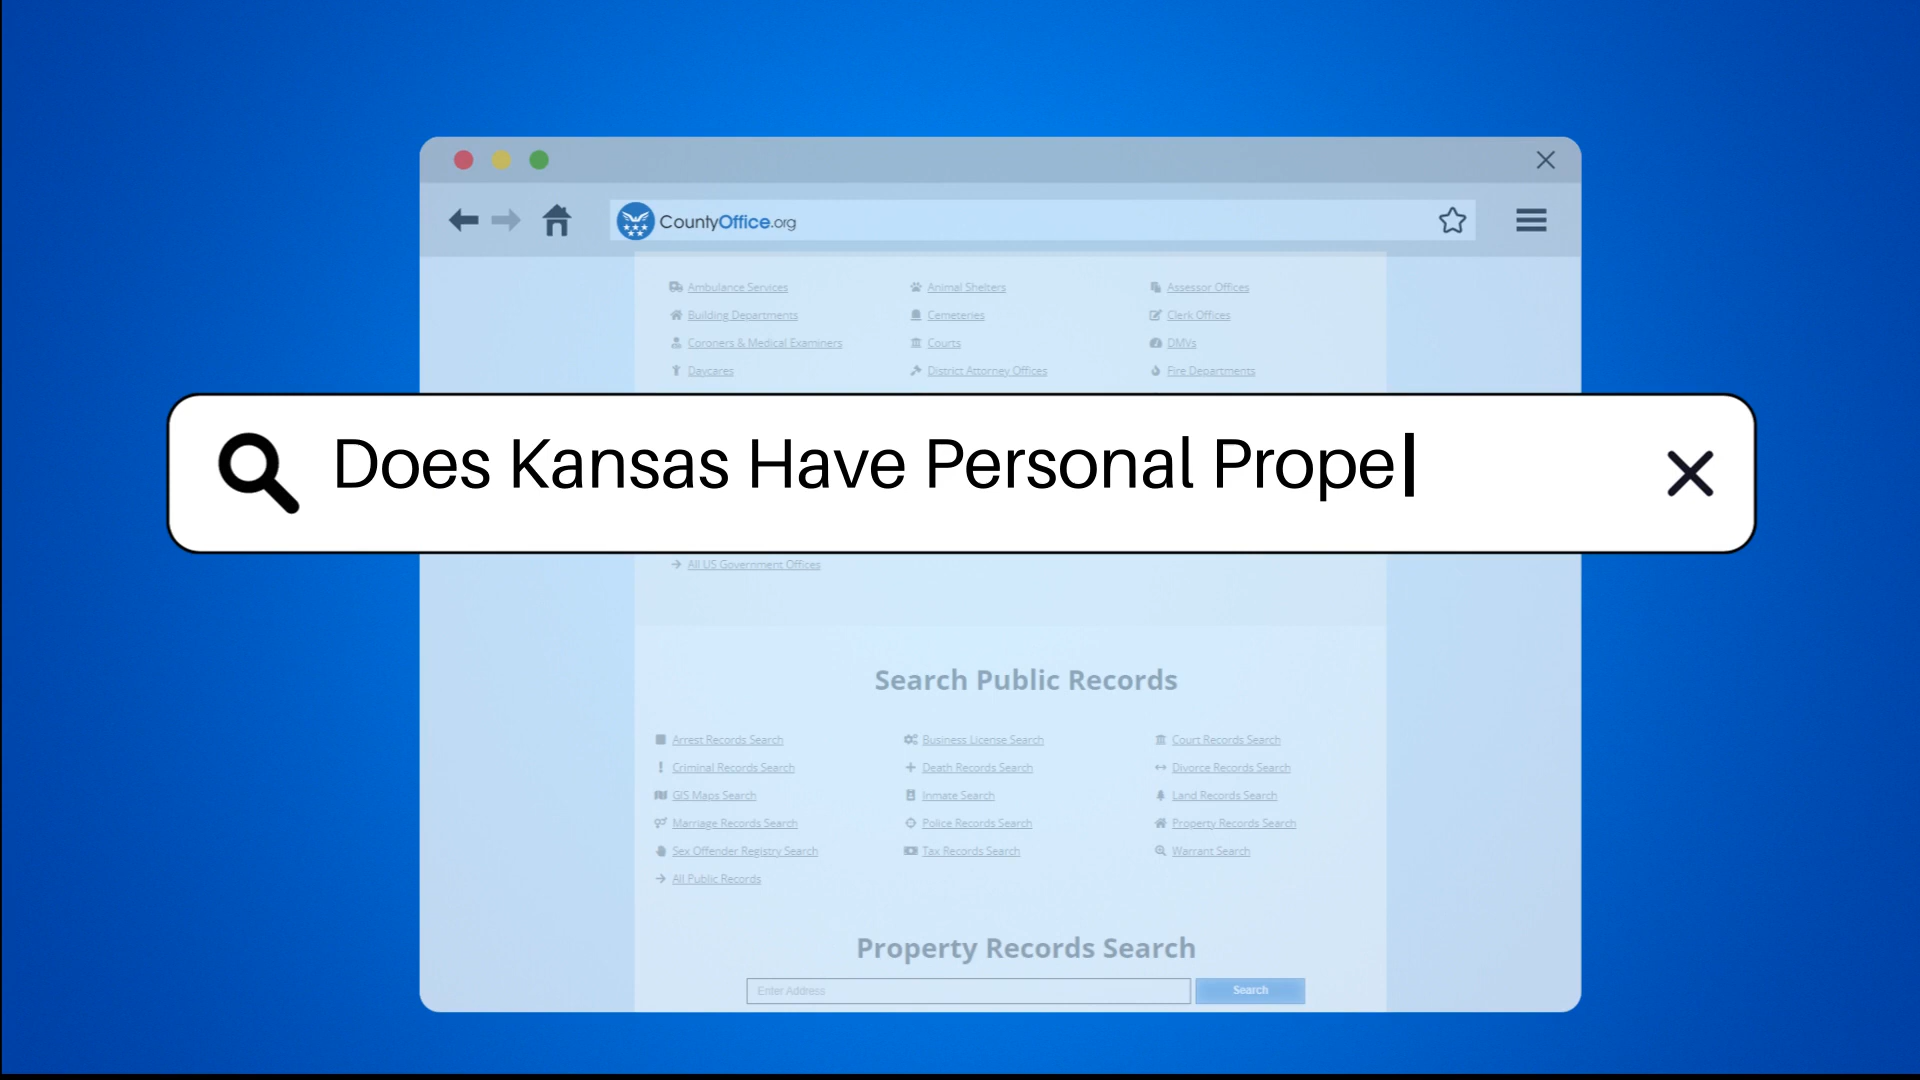 CountyOffice.org
Ambulance Services Animal Shelters Assessor Offices
Building Departments Cemeteries Clerk Offices
Coroners & Medical Examiners Courts DMVs
Daycares District Attorney Offices Fire Departments
Does Kansas Have Personal Prope
All US Government Offices
Search Public Records
Arrest Records Search Business License Search Court Records Search
Criminal Records Search Death Records Search Divorce Records Search
GIS Maps Search Inmate Search Land Records Search
Marriage Records Search Police Records Search Property Records Search
Sex Offender Registry Search Tax Records Search Warrant Search
All Public Records
Property Records Search
Enter Address Search